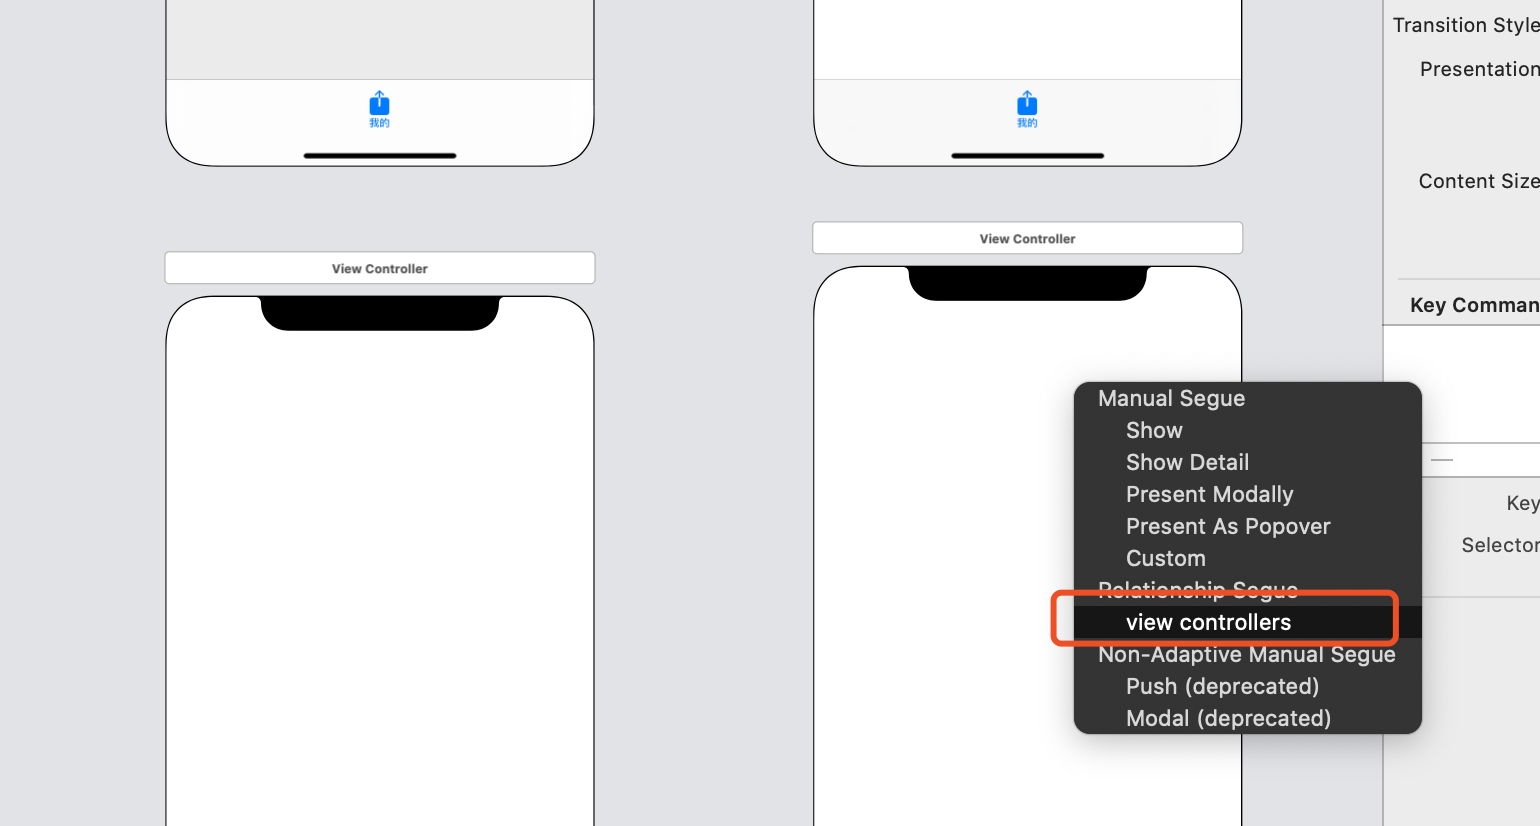 Transition Style
Presentation
我的
我的
Content Size
View Controller
View Controller
Key Comman
Manual Segue
Show
Show Detail
Present Modally
Present As Popover
Custom
Relationship Segue
view controllers
Non-Adaptive Manual Segue
Push (deprecated)
Modal (deprecated)
Key
Selector